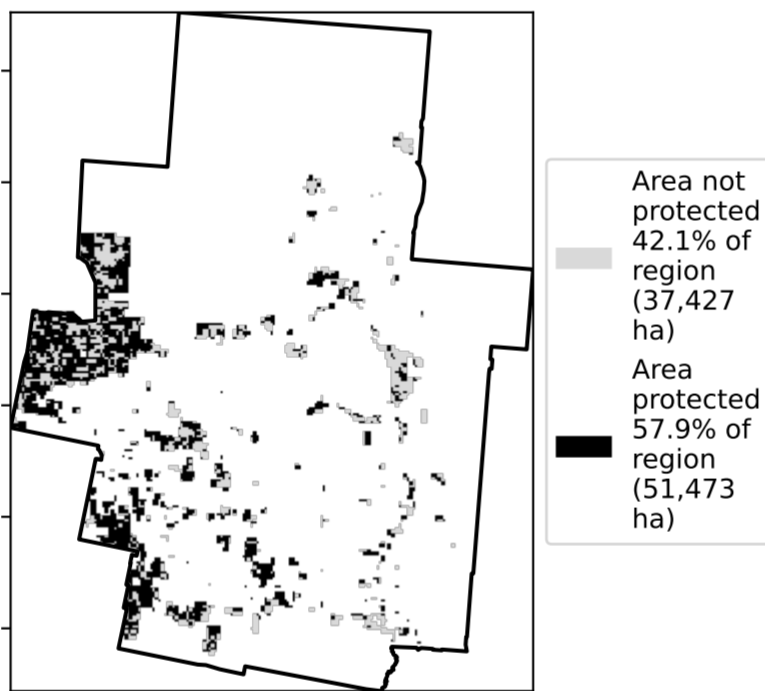 Area not
protected
42.1% of
region
(37,427
ha)
Area
protected
57.9% of
region
(51,473
ha)